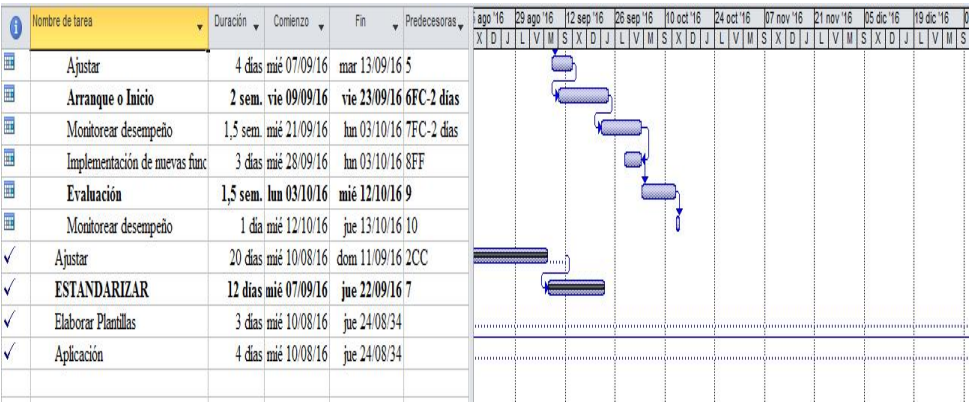 Nombre de tarea Duración Comienzo Fin Predecesoras ago '16 29 ago '16 12 sep '16 26 sep '16 10 oct '16 24 oct '16 07 nov '16 21 nov '16 05 dic '16 19 dic '16
X D J L V M S X D J L V M S X D J L V M S X D J L V M S X D J L V M S
Ajustar 4 días mié 07/09/16 mar 13/09/16 5
Arranque o Inicio 2 sem. vie 09/09/16 vie 23/09/16 6FC-2 días
Monitorear desempeño 1,5 sem. mié 21/09/16 lun 03/10/16 7FC-2 días
Implementación de nuevas func 3 días mié 28/09/16 lun 03/10/16 8FF
Evaluación 1,5 sem. lun 03/10/16 mié 12/10/16 9
Monitorear desempeño 1 día mié 12/10/16 jue 13/10/16 10
Ajustar 20 días mié 10/08/16 dom 11/09/16 2CC
ESTANDARIZAR 12 días mié 07/09/16 jue 22/09/16 7
Elaborar Plantillas 3 días mié 10/08/16 jue 24/08/34
Aplicación 4 días mié 10/08/16 jue 24/08/34